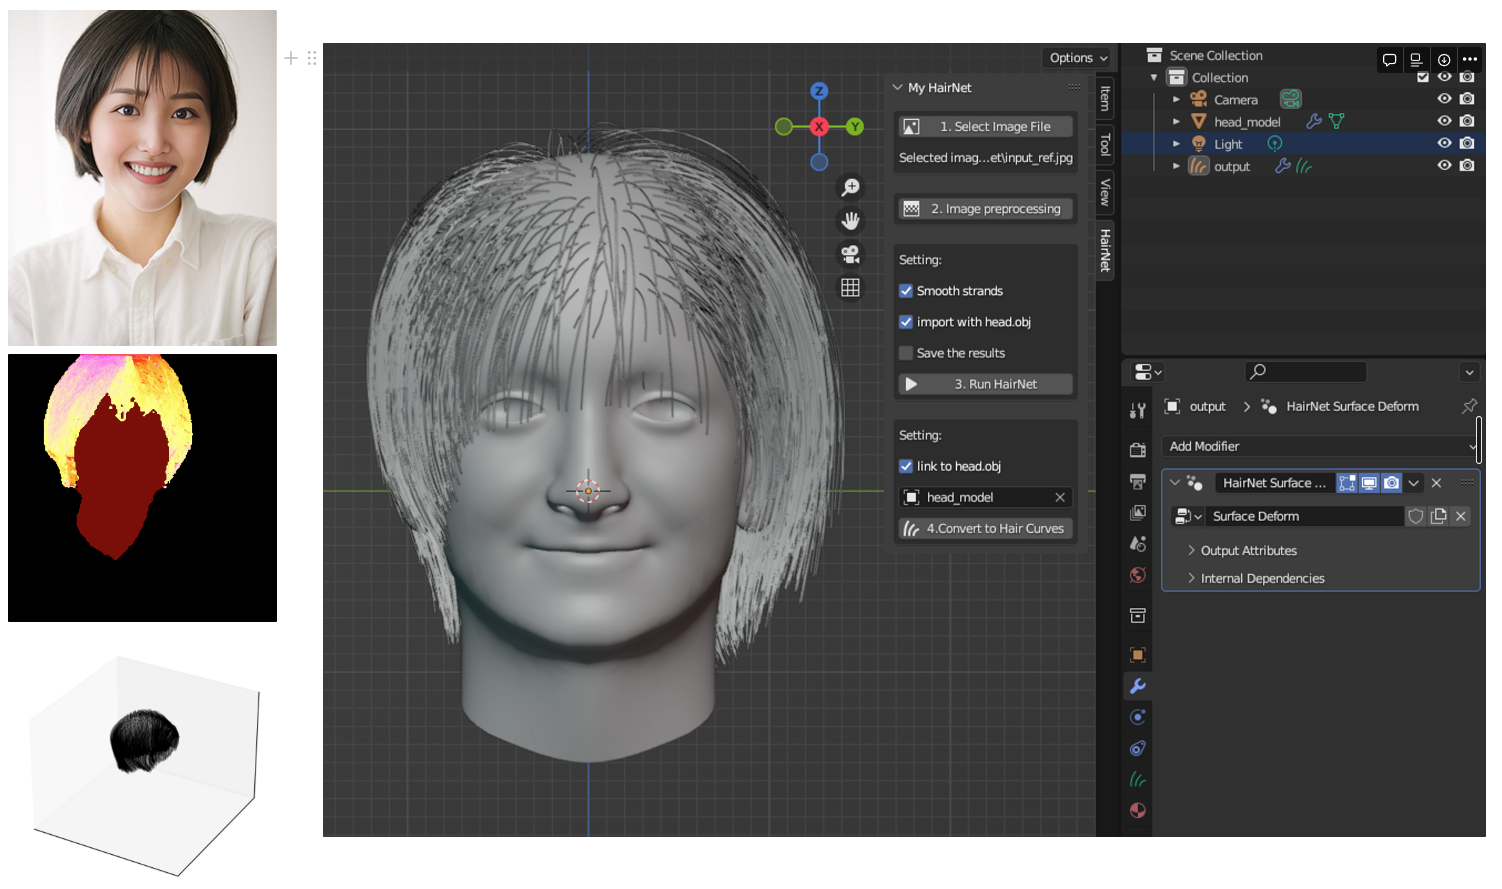 Options
Z
X
Y
My HairNet
1. Select Image File
Selected imag...et\input_ref.jpg
2. Image preprocessing
Setting:
Smooth strands
import with head.obj
Save the results
3. Run HairNet
Setting:
link to head.obj
head_model
4.Convert to Hair Curves
Item
Tool
View
HairNet
Scene Collection
Collection
Camera
head_model
Light
output
output
HairNet Surface Deform
Add Modifier
HairNet Surface ...
Surface Deform
Output Attributes
Internal Dependencies